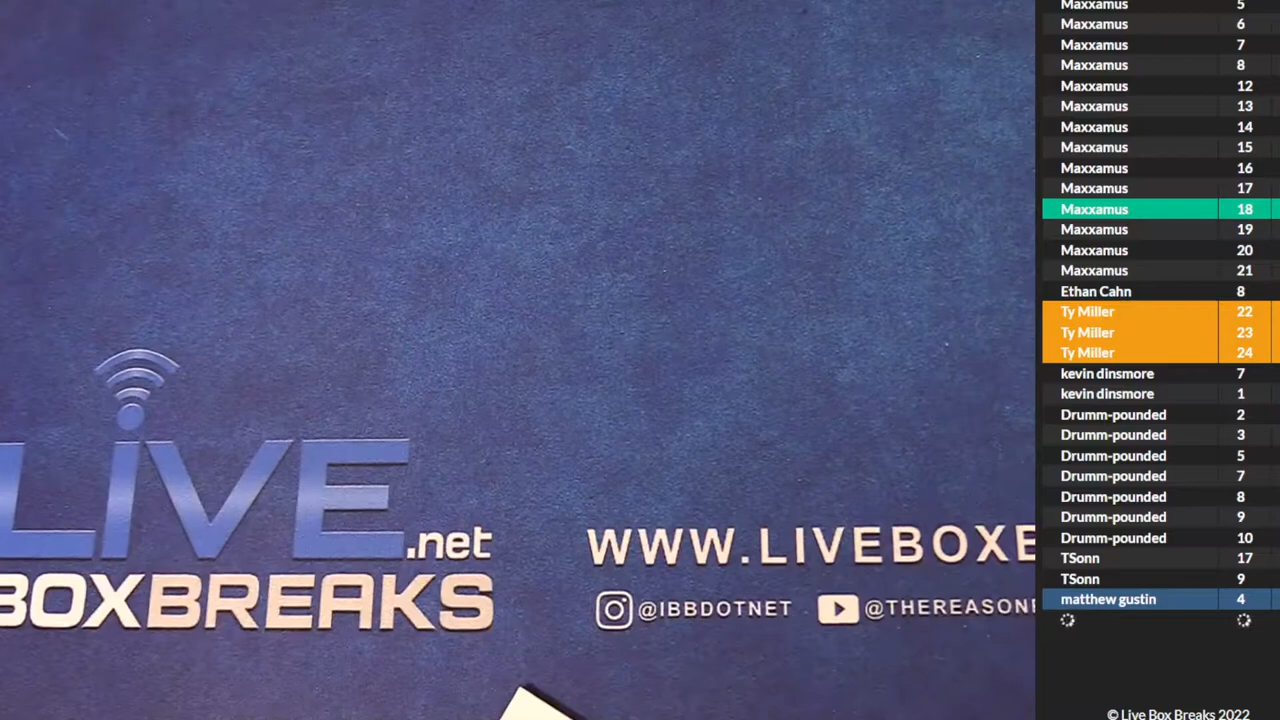 LIVE
.net
BOXBREAKS
WWW.LIVEBOXE
@IBBDOTNET
@THEREASON
Maxxamus 5
Maxxamus 6
Maxxamus 7
Maxxamus 8
Maxxamus 12
Maxxamus 13
Maxxamus 14
Maxxamus 15
Maxxamus 16
Maxxamus 17
Maxxamus 18
Maxxamus 19
Maxxamus 20
Maxxamus 21
Ethan Cahn 8
Ty Miller 22
Ty Miller 23
Ty Miller 24
kevin dinsmore 7
kevin dinsmore 1
Drumm-pounded 2
Drumm-pounded 3
Drumm-pounded 5
Drumm-pounded 7
Drumm-pounded 8
Drumm-pounded 9
Drumm-pounded 10
TSonn 17
TSonn 9
matthew gustin 4
© Live Box Breaks 2022